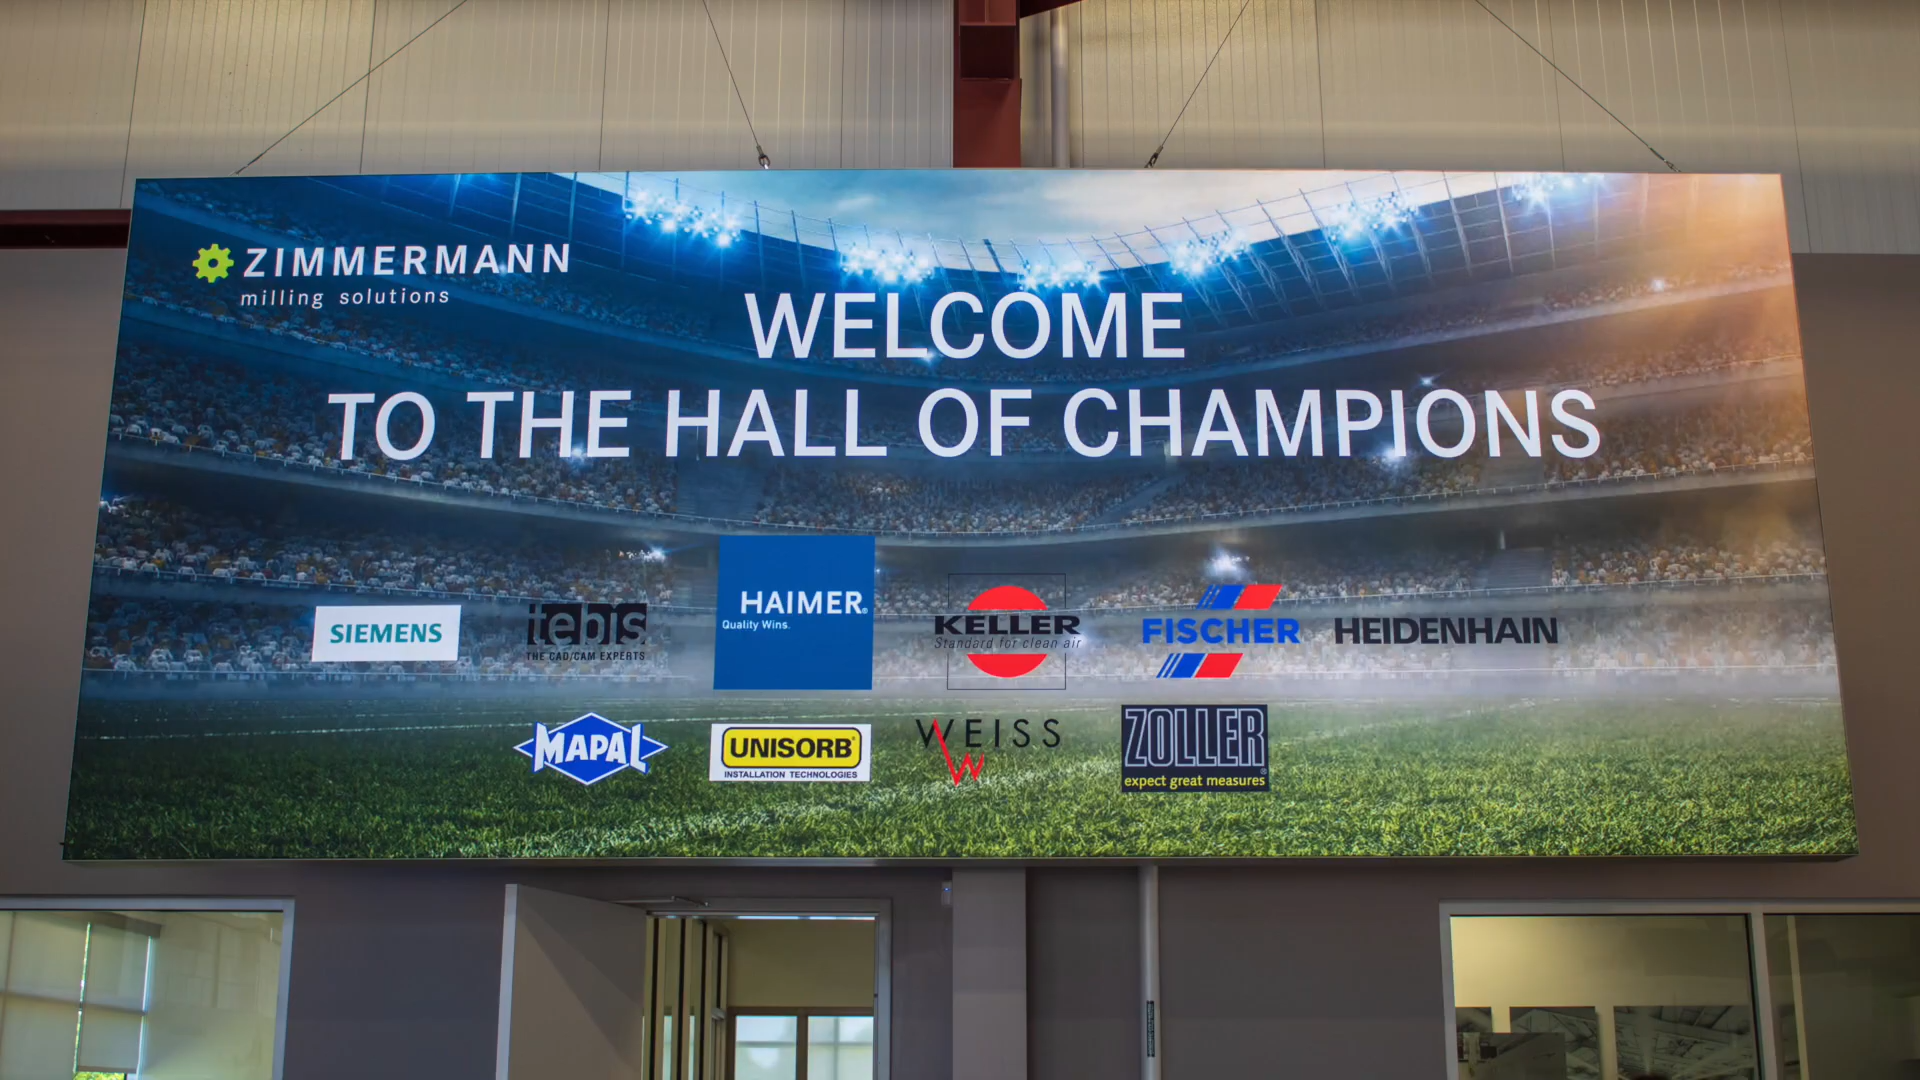 ZIMMERMANN
milling solutions
WELCOME
TO THE HALL OF CHAMPIONS
SIEMENS
tebis
THE CAD/CAM EXPERTS
HAIMER®
Quality Wins.
KELLER
Standard for clean air
FISCHER
HEIDENHAIN
MAPAL
UNISORB®
INSTALLATION TECHNOLOGIES
WEISS
W
ZOLLER®
expect great measures